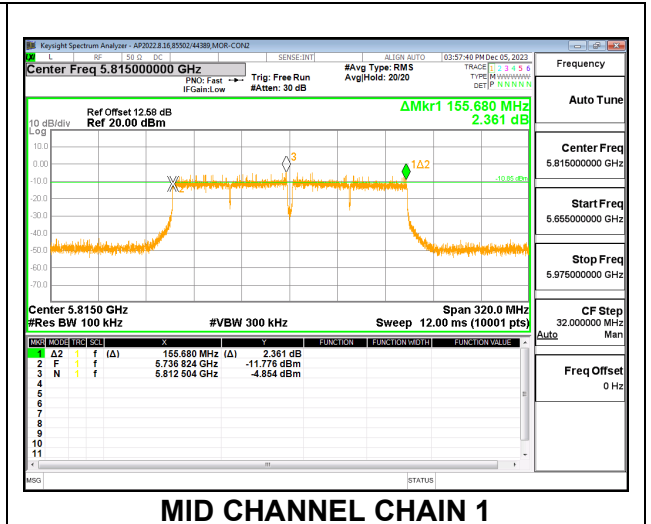 Keysight Spectrum Analyzer - AP2022.8.16,85502/44389,MOR-CON2
L RF 50 Ω DC SENSE:INT ALIGN AUTO 03:57:40 PM Dec 05, 2023
Center Freq 5.815000000 GHz
PNO: Fast
IFGain:Low
Trig: Free Run
#Atten: 30 dB
#Avg Type: RMS
Avg|Hold: 20/20
TRACE 1 2 3 4 5 6
TYPE M WWWWW
DET P N N N N N
Frequency
Auto Tune
Center Freq
5.815000000 GHz
Start Freq
5.655000000 GHz
Stop Freq
5.975000000 GHz
CF Step
32.000000 MHz
Auto Man
Freq Offset
0 Hz
ΔMkr1 155.680 MHz
2.361 dB
Ref Offset 12.58 dB
Ref 20.00 dBm
10 dB/div
Log
10.0
0.00
-10.0
-20.0
-30.0
-40.0
-50.0
-60.0
-70.0
3
1Δ2
2
Center 5.8150 GHz Span 320.0 MHz
#Res BW 100 kHz #VBW 300 kHz Sweep 12.00 ms (10001 pts)
MKR MODE TRC SCL X Y FUNCTION FUNCTION WIDTH FUNCTION VALUE
1 Δ2 1 f (Δ) 155.680 MHz (Δ) 2.361 dB
2 F 1 f 5.736 824 GHz -11.776 dBm
3 N 1 f 5.812 504 GHz -4.854 dBm
4
5
6
7
8
9
10
11
MSG STATUS
MID CHANNEL CHAIN 1